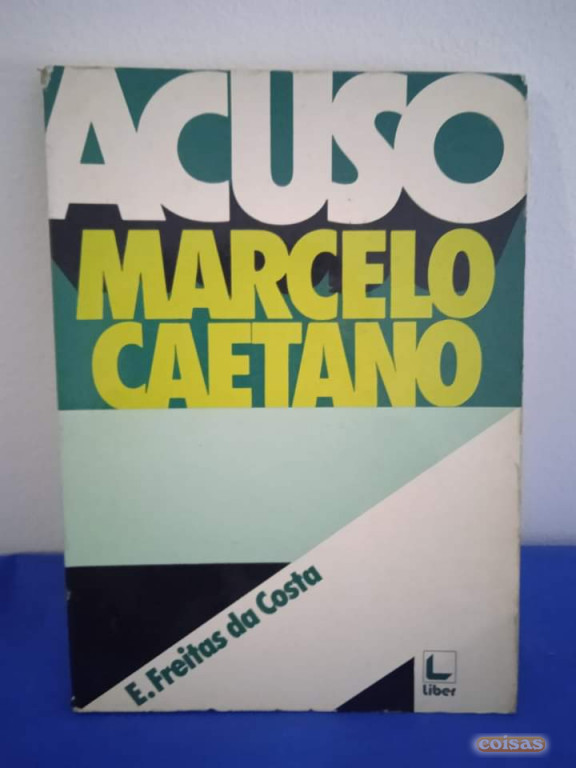 ACUSO
MARCELO
CAETANO
E. Freitas da Costa
L
Liber
coisas